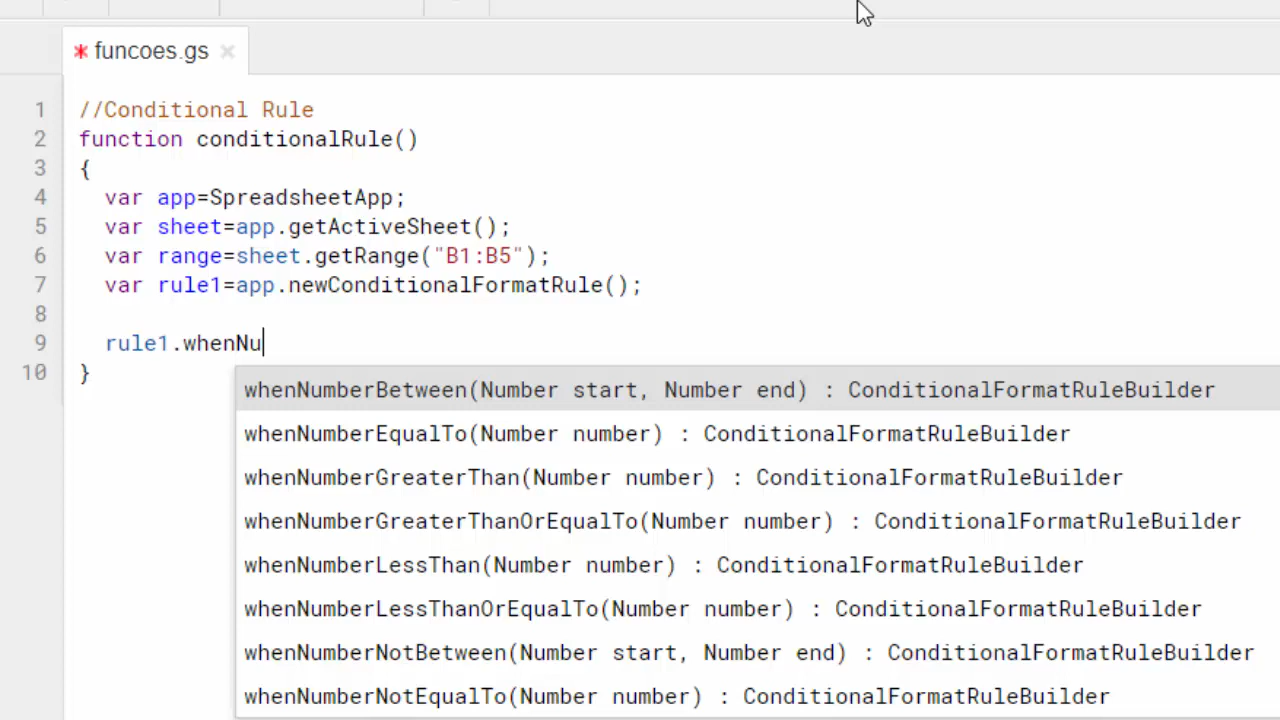 * funcoes.gs ×
1 //Conditional Rule
2 function conditionalRule()
3 {
4 var app=SpreadsheetApp;
5 var sheet=app.getActiveSheet();
6 var range=sheet.getRange("B1:B5");
7 var rule1=app.newConditionalFormatRule();
8
9 rule1.whenNu
10 }
whenNumberBetween(Number start, Number end) : ConditionalFormatRuleBuilder
whenNumberEqualTo(Number number) : ConditionalFormatRuleBuilder
whenNumberGreaterThan(Number number) : ConditionalFormatRuleBuilder
whenNumberGreaterThanOrEqualTo(Number number) : ConditionalFormatRuleBuilder
whenNumberLessThan(Number number) : ConditionalFormatRuleBuilder
whenNumberLessThanOrEqualTo(Number number) : ConditionalFormatRuleBuilder
whenNumberNotBetween(Number start, Number end) : ConditionalFormatRuleBuilder
whenNumberNotEqualTo(Number number) : ConditionalFormatRuleBuilder